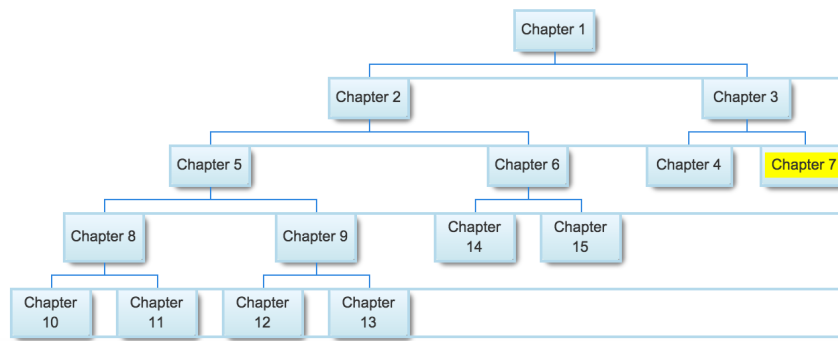 Chapter 1
Chapter 2
Chapter 3
Chapter 5
Chapter 6
Chapter 4
Chapter 7
Chapter 8
Chapter 9
Chapter
14
Chapter
15
Chapter
10
Chapter
11
Chapter
12
Chapter
13